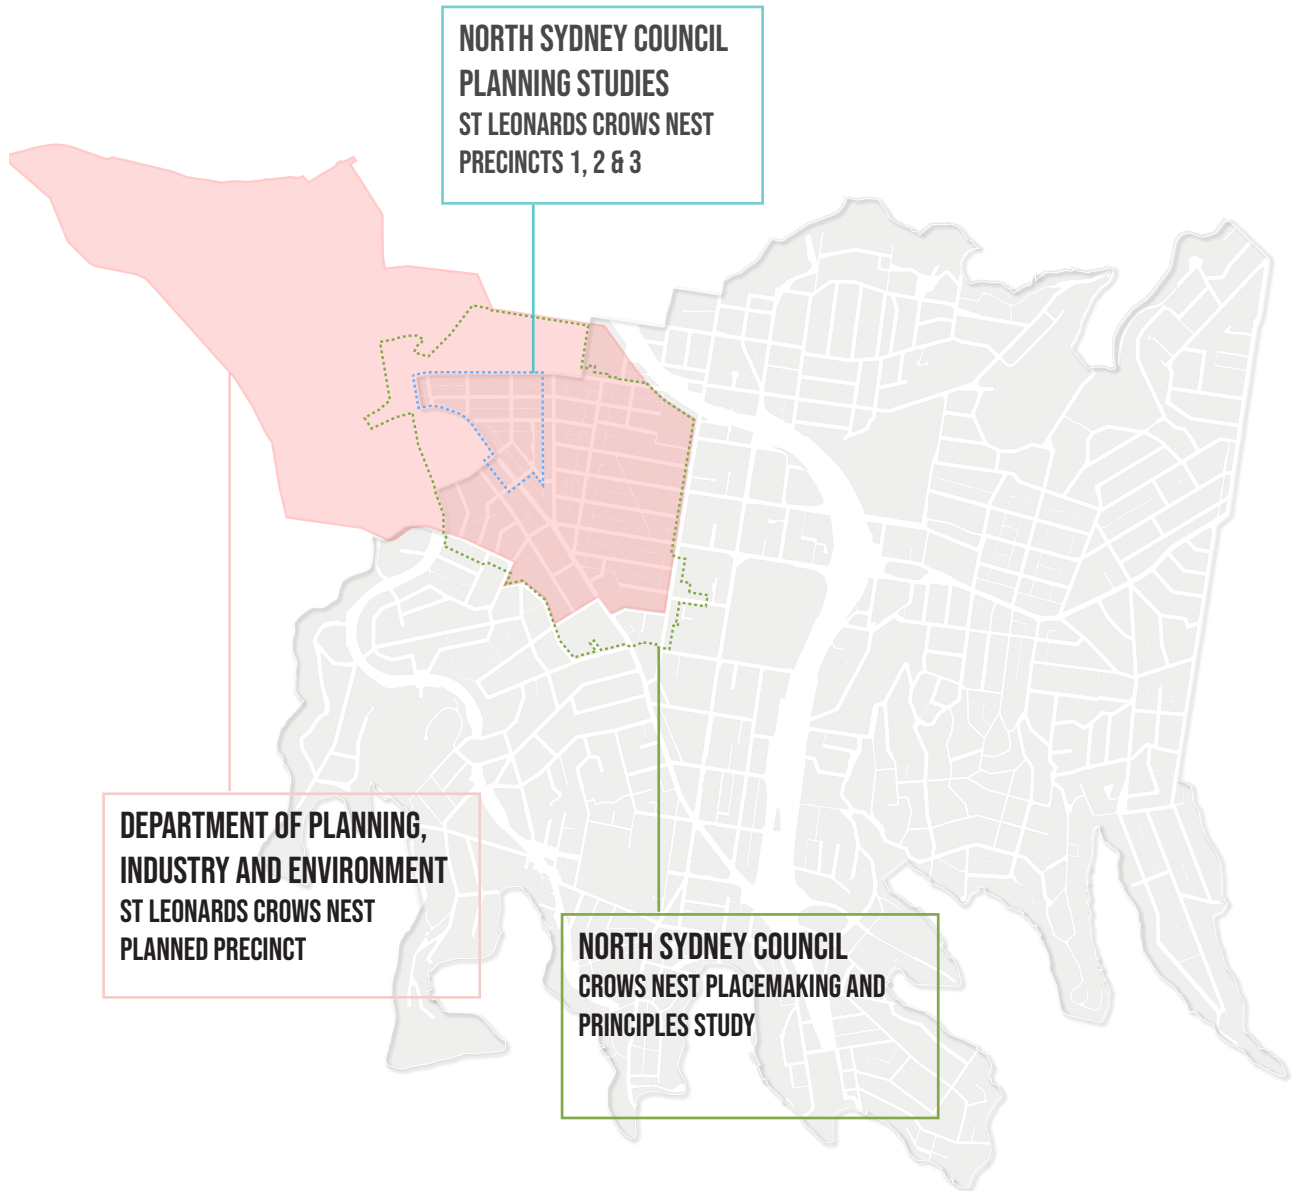 NORTH SYDNEY COUNCIL
PLANNING STUDIES
ST LEONARDS CROWS NEST
PRECINCTS 1, 2 & 3
DEPARTMENT OF PLANNING,
INDUSTRY AND ENVIRONMENT
ST LEONARDS CROWS NEST
PLANNED PRECINCT
NORTH SYDNEY COUNCIL
CROWS NEST PLACEMAKING AND
PRINCIPLES STUDY